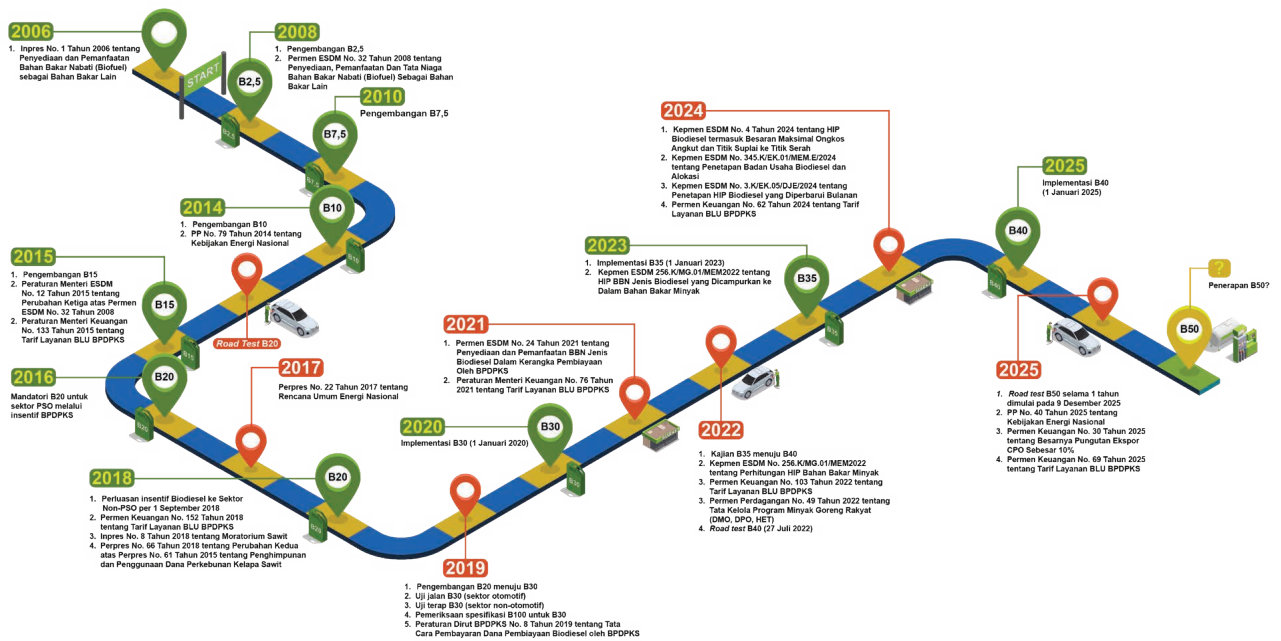 2006
1. Inpres No. 1 Tahun 2006 tentang
Penyediaan dan Pemanfaatan
Bahan Bakar Nabati (Biofuel)
sebagai Bahan Bakar Lain
START
2008
1. Pengembangan B2,5
2. Permen ESDM No. 32 Tahun 2008 tentang
Penyediaan, Pemanfaatan Dan Tata Niaga
Bahan Bakar Nabati (Biofuel) Sebagai Bahan
Bakar Lain
B2,5
B2,5
2010
Pengembangan B7,5
B7,5
B7,5
2014
1. Pengembangan B10
2. PP No. 79 Tahun 2014 tentang
Kebijakan Energi Nasional
B10
B10
2015
1. Pengembangan B15
2. Peraturan Menteri ESDM
No. 12 Tahun 2015 tentang
Perubahan Ketiga atas Permen
ESDM No. 32 Tahun 2008
2. Peraturan Menteri Keuangan
No. 133 Tahun 2015 tentang
Tarif Layanan BLU BPDPKS
B15
B15
Road Test B20
2016
Mandatori B20 untuk
sektor PSO melalui
insentif BPDPKS
B20
B20
2017
Perpres No. 22 Tahun 2017 tentang
Rencana Umum Energi Nasional
2018
1. Perluasan insentif Biodiesel ke Sektor
Non-PSO per 1 September 2018
2. Permen Keuangan No. 152 Tahun 2018
tentang Tarif Layanan BLU BPDPKS
3. Inpres No. 8 Tahun 2018 tentang Moratorium Sawit
4. Perpres No. 66 Tahun 2018 tentang Perubahan Kedua
atas Perpres No. 61 Tahun 2015 tentang Penghimpunan
dan Penggunaan Dana Perkebunan Kelapa Sawit
B20
B20
2019
1. Pengembangan B20 menuju B30
2. Uji jalan B30 (sektor otomotif)
3. Uji terap B30 (sektor non-otomotif)
4. Pemeriksaan spesifikasi B100 untuk B30
5. Peraturan Dirut BPDPKS No. 8 Tahun 2019 tentang Tata
Cara Pembayaran Dana Pembiayaan Biodiesel oleh BPDPKS
2020
Implementasi B30 (1 Januari 2020)
B30
B30
2021
1. Permen ESDM No. 24 Tahun 2021 tentang
Penyediaan dan Pemanfaatan BBN Jenis
Biodiesel Dalam Kerangka Pembiayaan
Oleh BPDPKS
2. Peraturan Menteri Keuangan No. 76 Tahun
2021 tentang Tarif Layanan BLU BPDPKS
2022
1. Kajian B35 menuju B40
2. Kepmen ESDM No. 256.K/MG.01/MEM2022
tentang Perhitungan HIP Bahan Bakar Minyak
3. Permen Keuangan No. 103 Tahun 2022 tentang
Tarif Layanan BLU BPDPKS
3. Permen Perdagangan No. 49 Tahun 2022 tentang
Tata Kelola Program Minyak Goreng Rakyat
(DMO, DPO, HET)
4. Road test B40 (27 Juli 2022)
2023
1. Implementasi B35 (1 Januari 2023)
2. Kepmen ESDM 256.K/MG.01/MEM2022 tentang
HIP BBN Jenis Biodiesel yang Dicampurkan ke
Dalam Bahan Bakar Minyak
B35
B35
2024
1. Kepmen ESDM No. 4 Tahun 2024 tentang HIP
Biodiesel termasuk Besaran Maksimal Ongkos
Angkut dan Titik Suplai ke Titik Serah
2. Kepmen ESDM No. 345.K/EK.01/MEM.E/2024
tentang Penetapan Badan Usaha Biodiesel dan
Alokasi
3. Kepmen ESDM No. 3.K/EK.05/DJE/2024 tentang
Penetapan HIP Biodiesel yang Diperbarui Bulanan
4. Permen Keuangan No. 62 Tahun 2024 tentang Tarif
Layanan BLU BPDPKS
2025
Implementasi B40
(1 Januari 2025)
B40
B40
2025
1. Road test B50 selama 1 tahun
dimulai pada 9 Desember 2025
2. PP No. 40 Tahun 2025 tentang
Kebijakan Energi Nasional
3. Permen Keuangan No. 30 Tahun 2025
tentang Besarnya Pungutan Ekspor
CPO Sebesar 10%
4. Permen Keuangan No. 69 Tahun 2025
tentang Tarif Layanan BLU BPDPKS
?
Penerapan B50?
B50